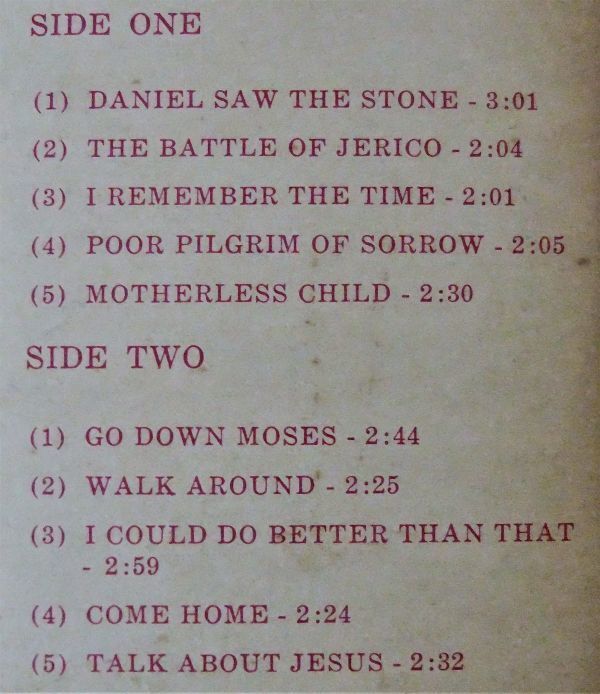 SIDE ONE
(1) DANIEL SAW THE STONE - 3:01
(2) THE BATTLE OF JERICO - 2:04
(3) I REMEMBER THE TIME - 2:01
(4) POOR PILGRIM OF SORROW - 2:05
(5) MOTHERLESS CHILD - 2:30
SIDE TWO
(1) GO DOWN MOSES - 2:44
(2) WALK AROUND - 2:25
(3) I COULD DO BETTER THAN THAT
- 2:59
(4) COME HOME - 2:24
(5) TALK ABOUT JESUS - 2:32